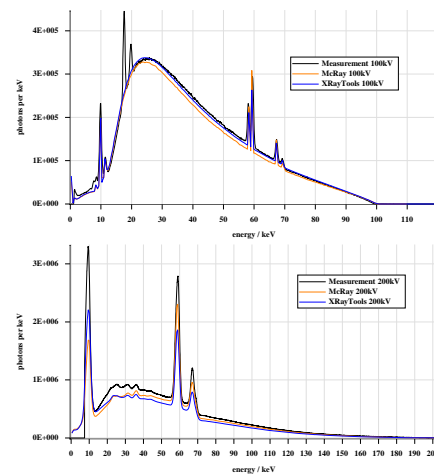 4E+005
3E+005
2E+005
1E+005
0E+000
photons per keV
Measurement 100kV
McRay 100kV
XRayTools 100kV
0 10 20 30 40 50 60 70 80 90 100 110
energy / keV
3E+006
2E+006
1E+006
0E+000
photons per keV
Measurement 200kV
McRay 200kV
XRayTools 200kV
0 10 20 30 40 50 60 70 80 90 100 110 120 130 140 150 160 170 180 190 200
energy / keV